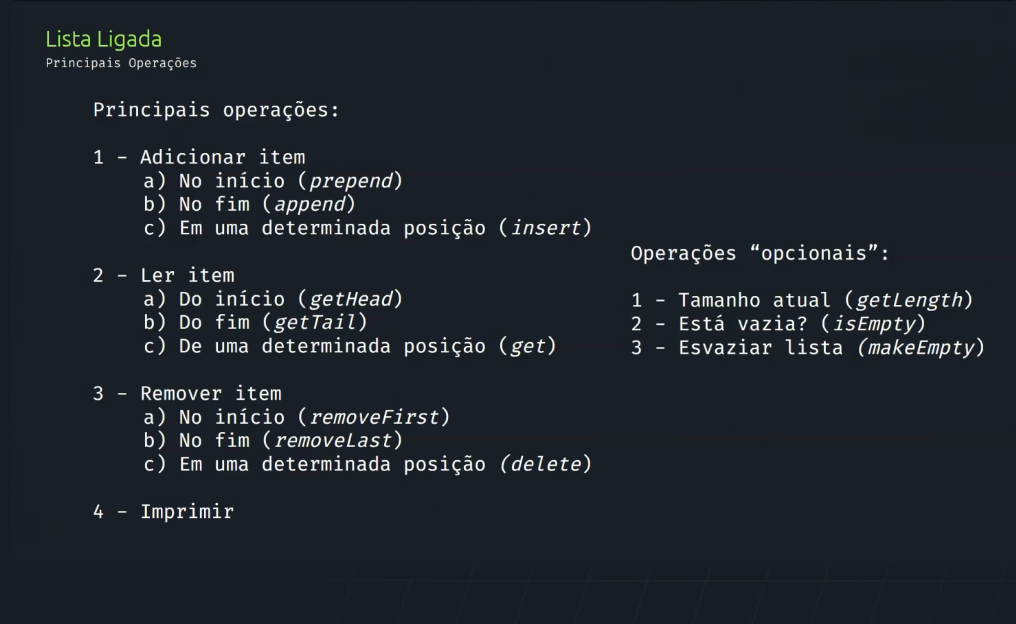 Lista Ligada
Principais Operações
Principais operações:
1 – Adicionar item
a) No início (prepend)
b) No fim (append)
c) Em uma determinada posição (insert)
2 – Ler item
a) Do início (getHead)
b) Do fim (getTail)
c) De uma determinada posição (get)
3 – Remover item
a) No início (removeFirst)
b) No fim (removeLast)
c) Em uma determinada posição (delete)
4 – Imprimir
Operações “opcionais”:
1 – Tamanho atual (getLength)
2 – Está vazia? (isEmpty)
3 – Esvaziar lista (makeEmpty)